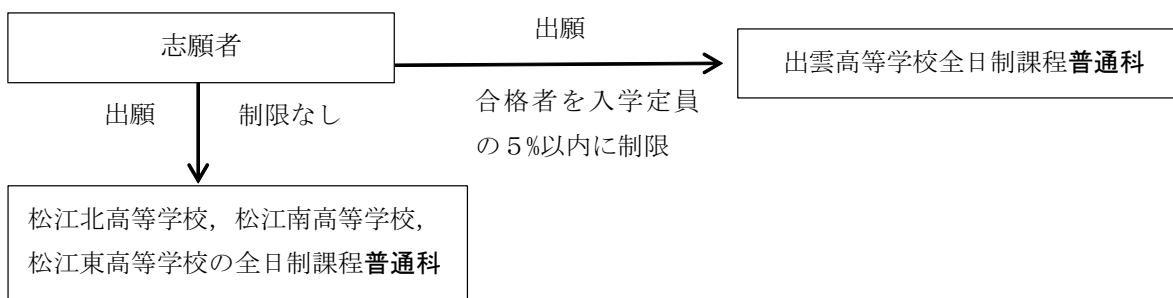 志願者
出願
出雲高等学校全日制課程普通科
合格者を入学定員
の５％以内に制限
出願
制限なし
松江北高等学校，松江南高等学校，
松江東高等学校の全日制課程普通科